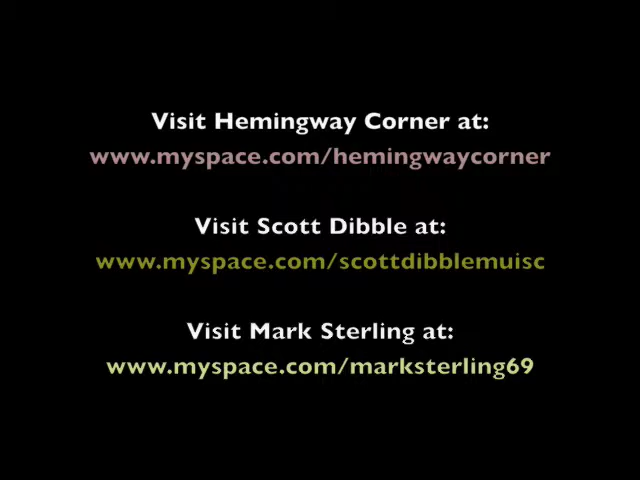 Visit Hemingway Corner at:
www.myspace.com/hemingwaycorner
Visit Scott Dibble at:
www.myspace.com/scottdibblemuisc
Visit Mark Sterling at:
www.myspace.com/marksterling69